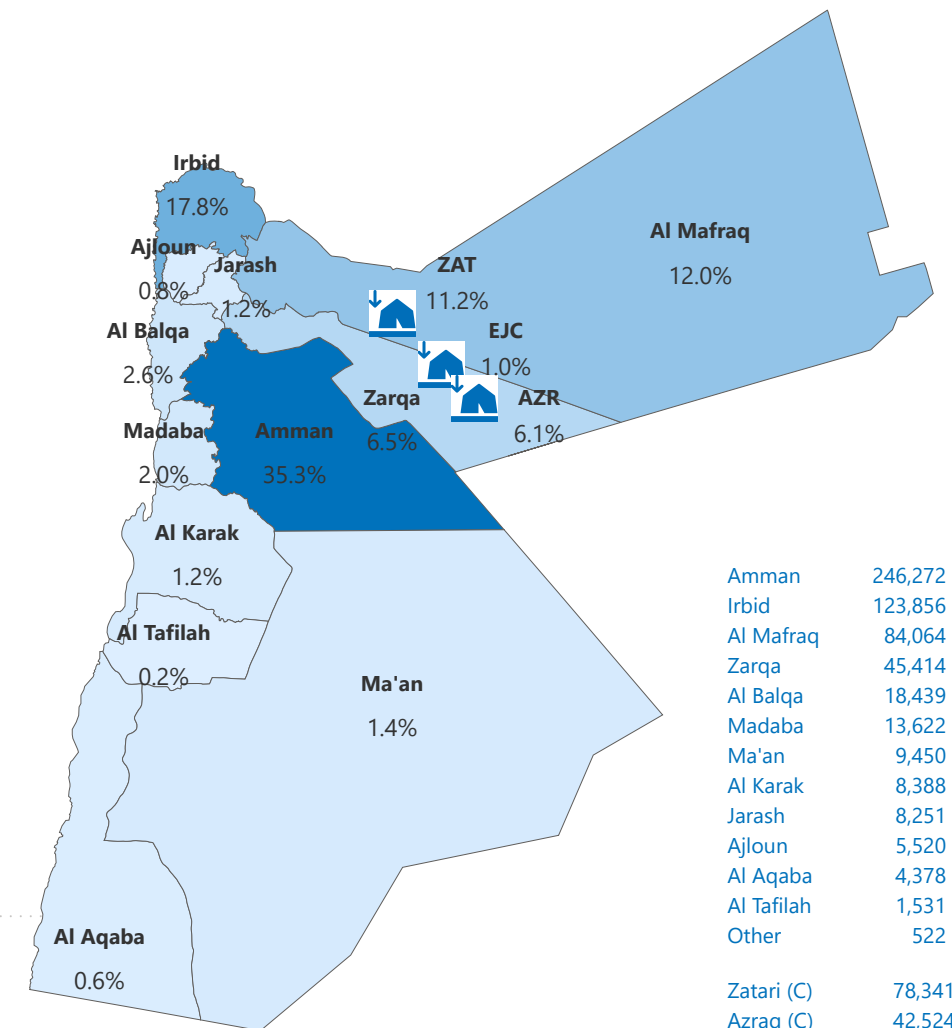 Irbid
17.8%
Ajloun
0.8%
Jarash
1.2%
Al Mafraq
12.0%
ZAT
11.2%
EJC
1.0%
AZR
6.1%
Al Balqa
2.6%
Zarqa
6.5%
Madaba
2.0%
Amman
35.3%
Al Karak
1.2%
Al Tafilah
0.2%
Ma'an
1.4%
Al Aqaba
0.6%
Amman 246,272
Irbid 123,856
Al Mafraq 84,064
Zarqa 45,414
Al Balqa 18,439
Madaba 13,622
Ma'an 9,450
Al Karak 8,388
Jarash 8,251
Ajloun 5,520
Al Aqaba 4,378
Al Tafilah 1,531
Other 522
Zatari (C) 78,341
Azraq (C) 42,524